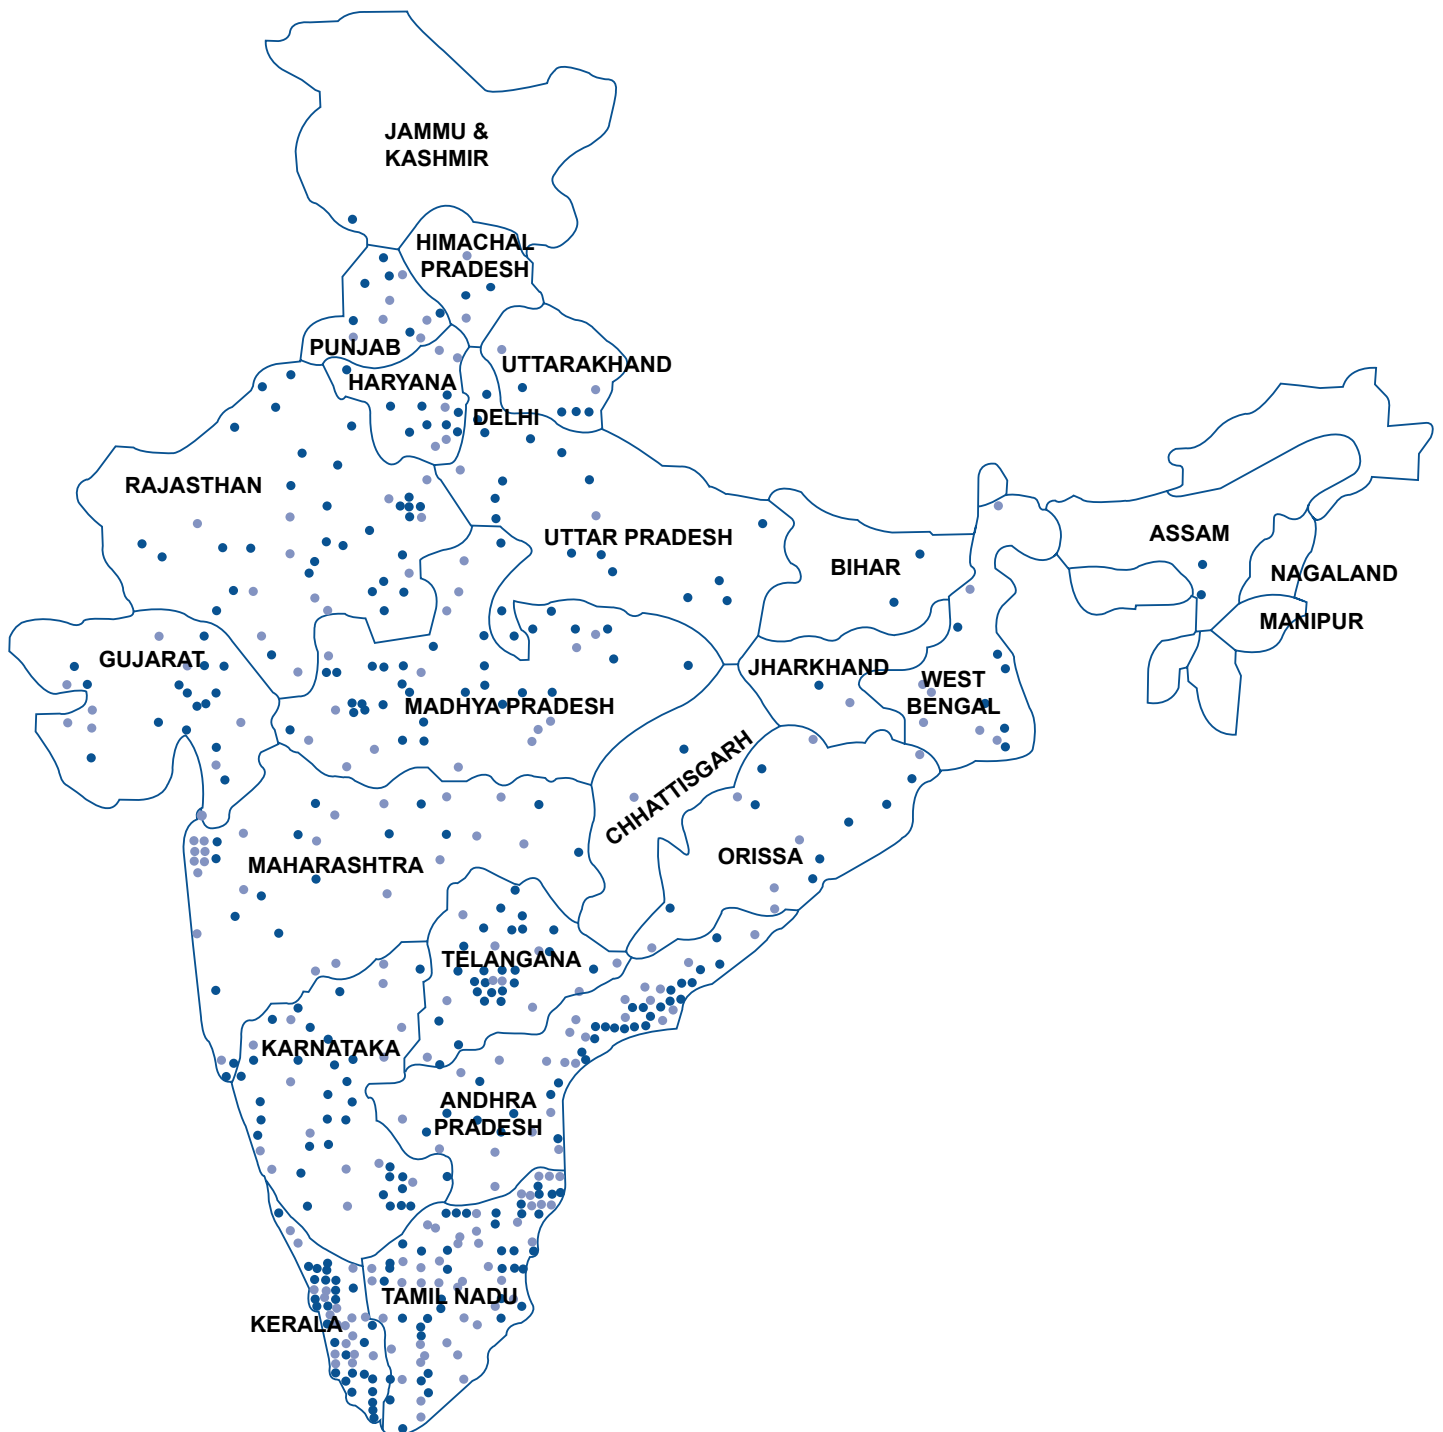 JAMMU &
KASHMIR
HIMACHAL
PRADESH
PUNJAB
UTTARAKHAND
HARYANA
DELHI
RAJASTHAN
UTTAR PRADESH
ASSAM
BIHAR
NAGALAND
MANIPUR
GUJARAT
JHARKHAND
WEST
BENGAL
MADHYA PRADESH
CHHATTISGARH
ORISSA
MAHARASHTRA
TELANGANA
KARNATAKA
ANDHRA
PRADESH
TAMIL NADU
KERALA